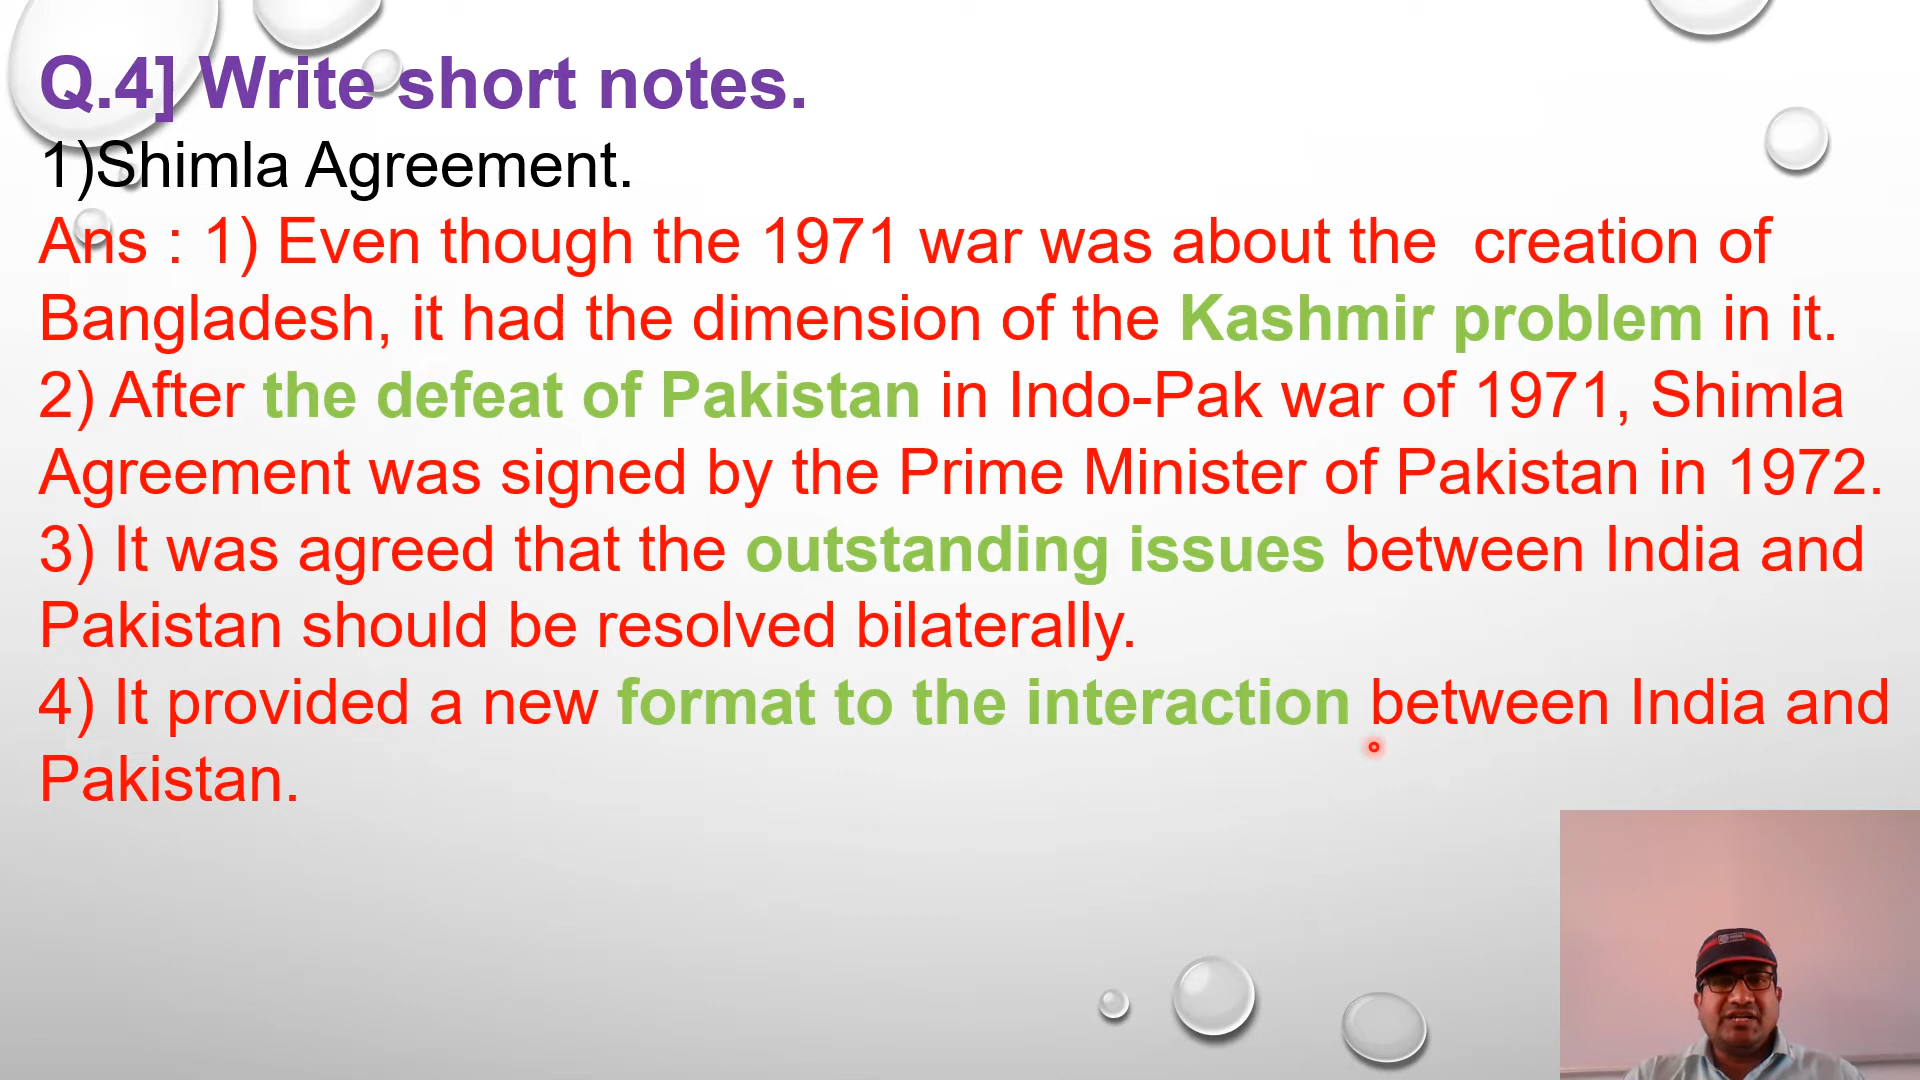 Q.4] Write short notes.
1)Shimla Agreement.
Ans : 1) Even though the 1971 war was about the  creation of
Bangladesh, it had the dimension of the Kashmir problem in it.
2) After the defeat of Pakistan in Indo-Pak war of 1971, Shimla
Agreement was signed by the Prime Minister of Pakistan in 1972.
3) It was agreed that the outstanding issues between India and
Pakistan should be resolved bilaterally.
4) It provided a new format to the interaction between India and
Pakistan.